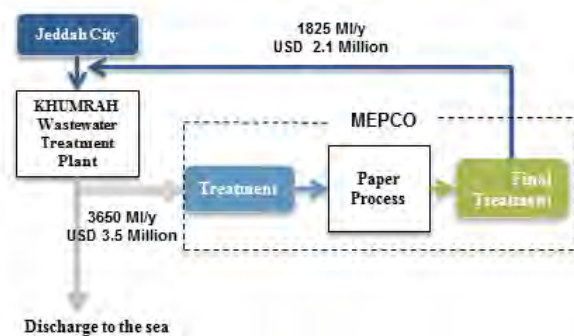 Jeddah City
1825 Ml/y
USD 2.1 Million
KHUMRAH
Wastewater
Treatment
Plant
MEPCO
Treatment
Paper
Process
Final
Treatment
3650 Ml/y
USD 3.5 Million
Discharge to the sea